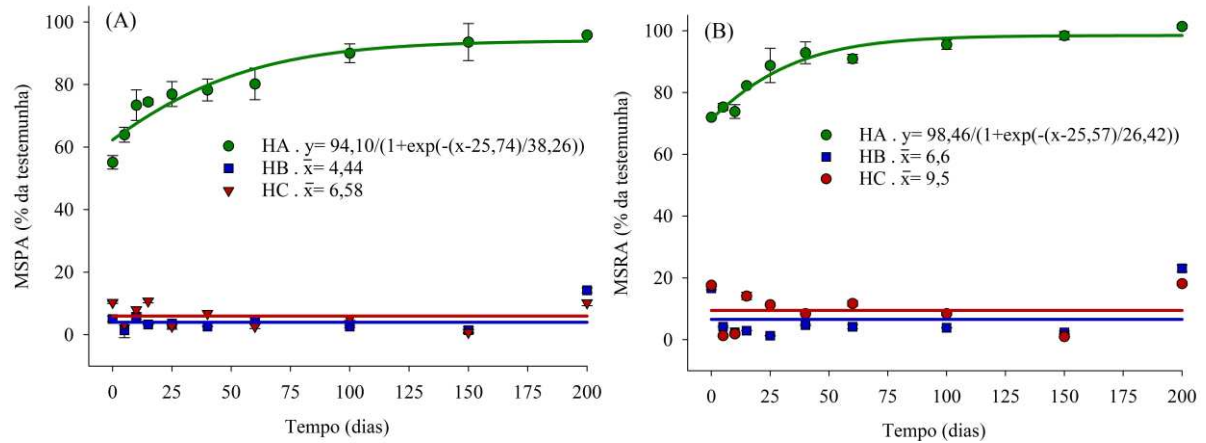 (A)
MSPA (% da testemunha)
100
80
60
40
20
0
HA . y= 94,10/(1+exp(-(x-25,74)/38,26))
HB . x̄= 4,44
HC . x̄= 6,58
0 25 50 75 100 125 150 175 200
Tempo (dias)
(B)
MSRA (% da testemunha)
100
80
60
40
20
0
HA . y= 98,46/(1+exp(-(x-25,57)/26,42))
HB . x̄= 6,6
HC . x̄= 9,5
0 25 50 75 100 125 150 175 200
Tempo (dias)